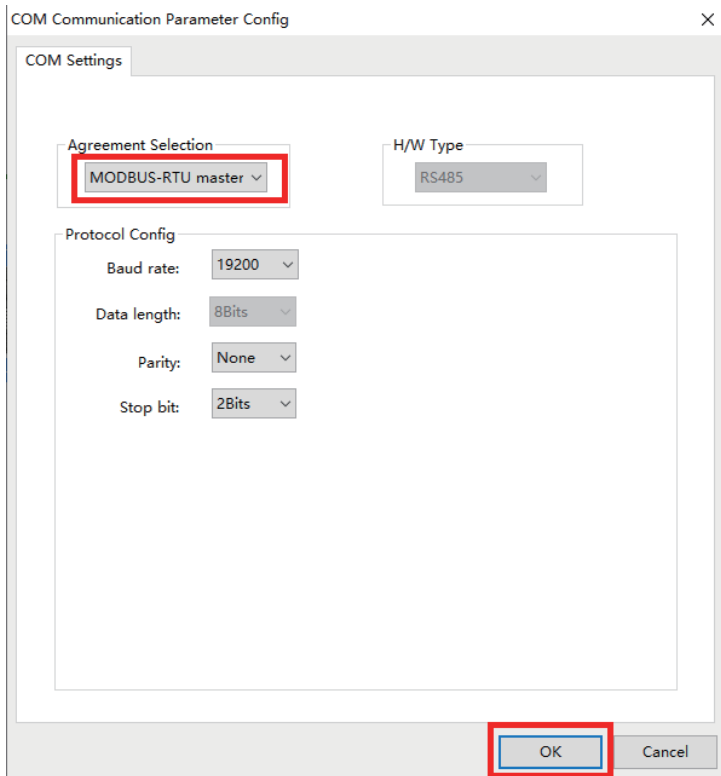 COM Communication Parameter Config
COM Settings
Agreement Selection
H/W Type
MODBUS-RTU master
RS485
Protocol Config
Baud rate: 19200
Data length: 8Bits
Parity: None
Stop bit: 2Bits
OK Cancel